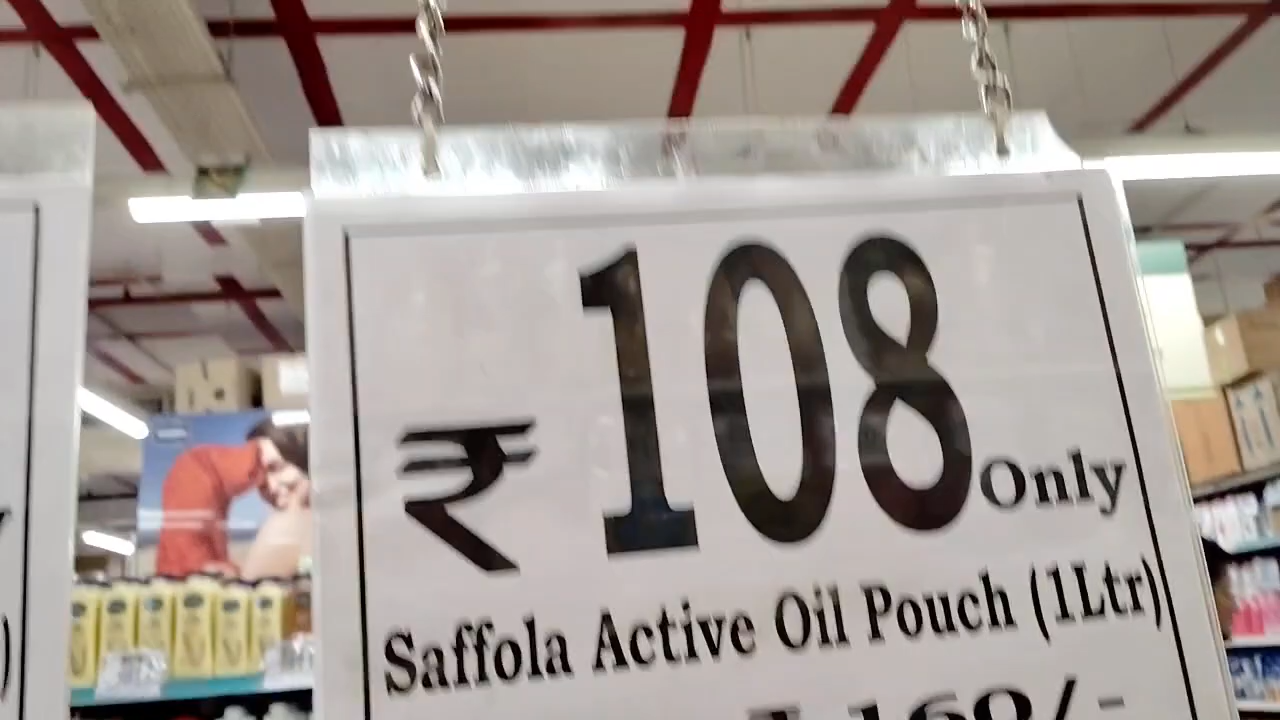 ₹ 108 Only
Saffola Active Oil Pouch (1Ltr)